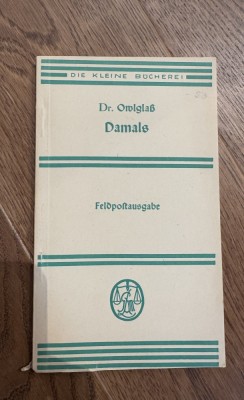 DIE KLEINE BÜCHEREI
Dr. Owlglaß
Damals
Feldpostausgabe